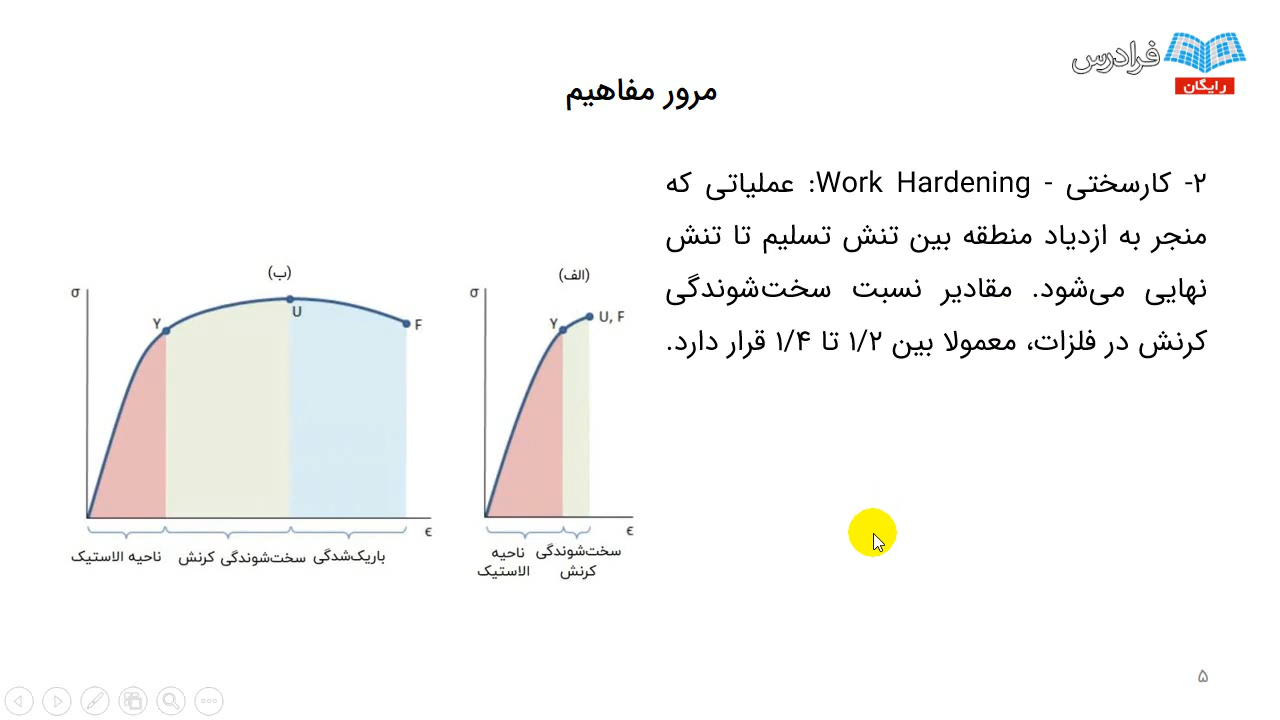 فرادرس
رایگان
مرور مفاهیم
۲- کارسختی - Work Hardening: عملیاتی که
منجر به ازدیاد منطقه بین تنش تسلیم تا تنش
نهایی می‌شود. مقادیر نسبت سخت‌شوندگی
کرنش در فلزات، معمولا بین ۱/۲ تا ۱/۴ قرار دارد.
(الف)
σ
Y
U, F
ϵ
سخت‌شوندگی
کرنش
ناحیه
الاستیک
(ب)
σ
Y
U
F
ϵ
ناحیه الاستیک
سخت‌شوندگی کرنش
باریک‌شدگی
۵